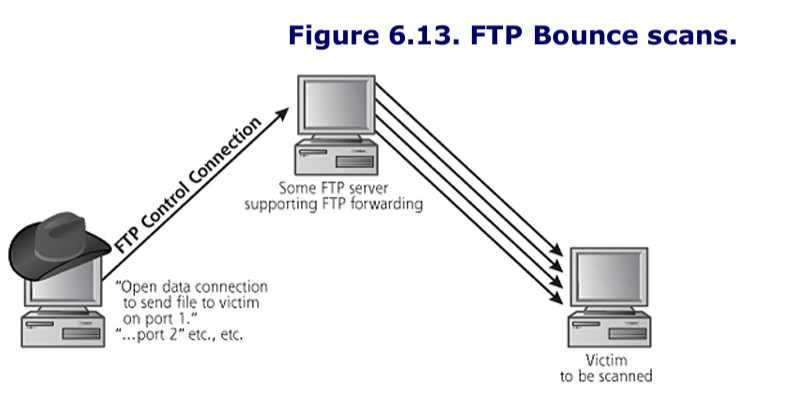 Figure 6.13. FTP Bounce scans.
FTP Control Connection
Some FTP server
supporting FTP forwarding
"Open data connection
to send file to victim
on port 1."
"...port 2" etc., etc.
Victim
to be scanned